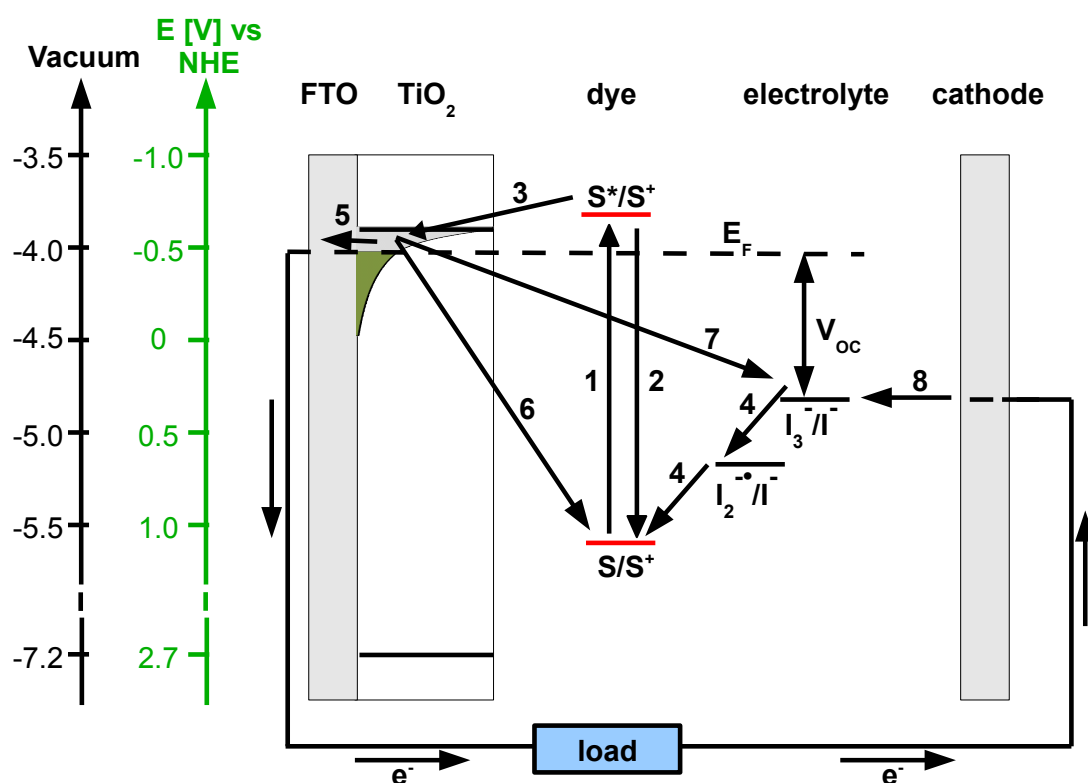 E [V] vs
NHE
Vacuum
FTO
TiO₂
dye
electrolyte
cathode
-3.5
-1.0
S*/S⁺
3
5
E_F
-4.0
-0.5
-4.5
0
7
V_OC
1
2
8
6
4
I₃⁻/I⁻
-5.0
0.5
4
I₂⁻•/I⁻
-5.5
1.0
S/S⁺
-7.2
2.7
load
e⁻
e⁻